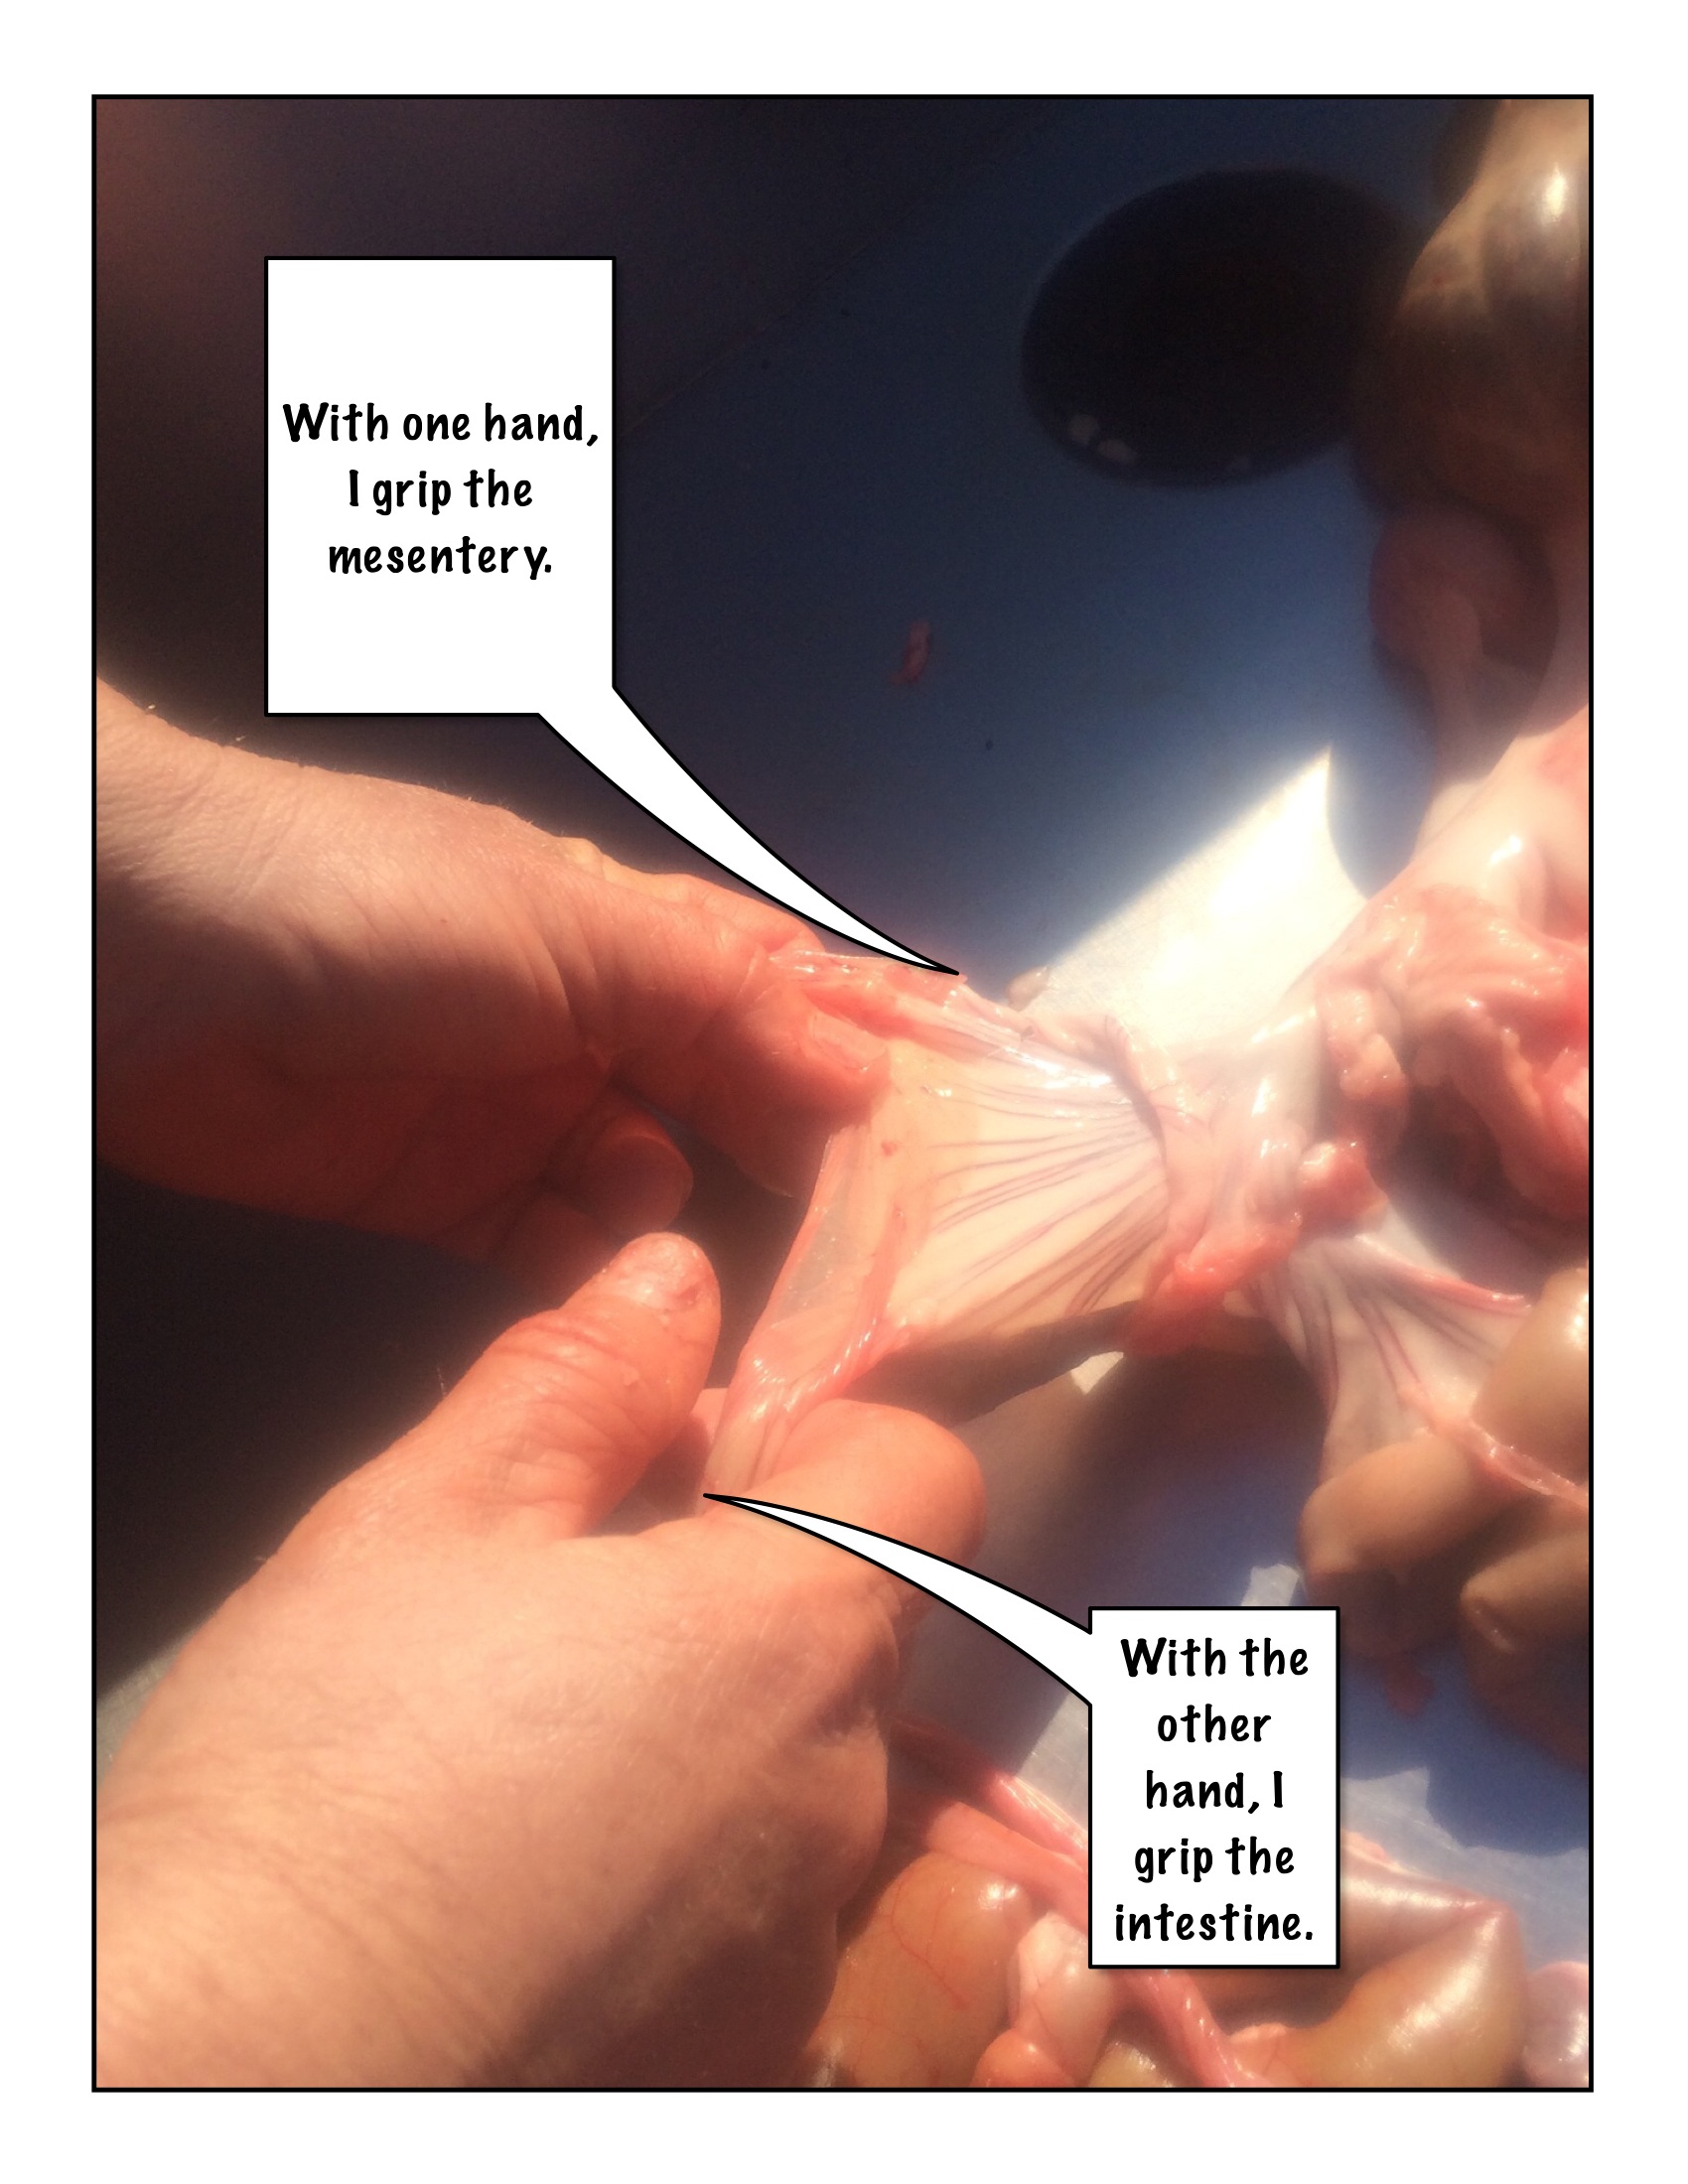 With one hand,
I grip the
mesentery.
With the
other
hand, I
grip the
intestine.